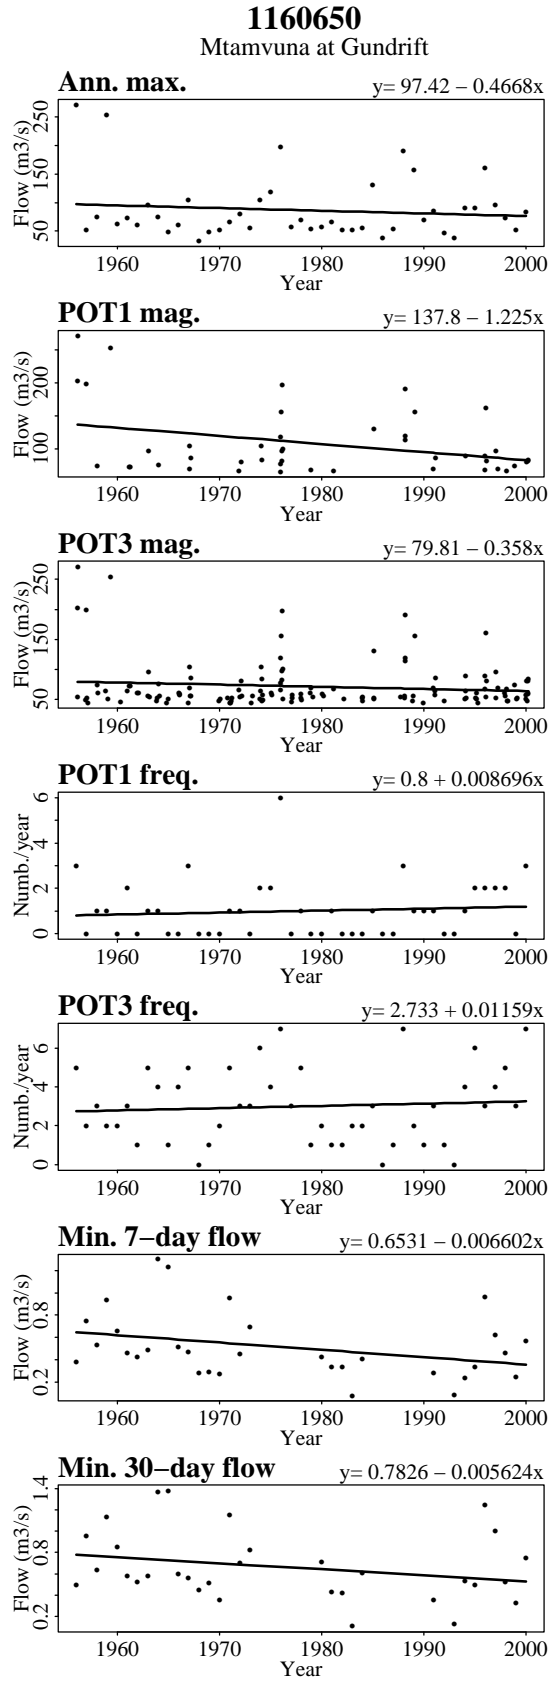 1160650
Mtamvuna at Gundrift
Ann. max.
y= 97.42 − 0.4668x
Flow (m3/s)
50 150 250
1960 1970 1980 1990 2000
Year
POT1 mag.
y= 137.8 − 1.225x
Flow (m3/s)
100 200
1960 1970 1980 1990 2000
Year
POT3 mag.
y= 79.81 − 0.358x
Flow (m3/s)
50 150 250
1960 1970 1980 1990 2000
Year
POT1 freq.
y= 0.8 + 0.008696x
Numb./year
0 2 4 6
1960 1970 1980 1990 2000
Year
POT3 freq.
y= 2.733 + 0.01159x
Numb./year
0 2 4 6
1960 1970 1980 1990 2000
Year
Min. 7−day flow
y= 0.6531 − 0.006602x
Flow (m3/s)
0.2 0.8
1960 1970 1980 1990 2000
Year
Min. 30−day flow
y= 0.7826 − 0.005624x
Flow (m3/s)
0.2 0.8 1.4
1960 1970 1980 1990 2000
Year